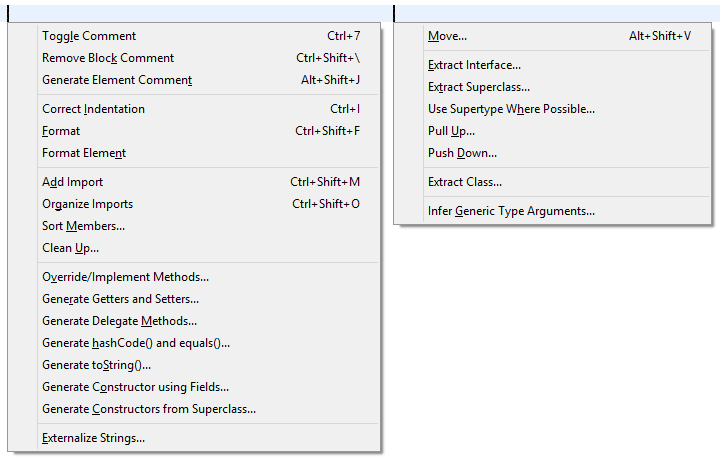 Toggle Comment Ctrl+7
Remove Block Comment Ctrl+Shift+\
Generate Element Comment Alt+Shift+J
Correct Indentation Ctrl+I
Format Ctrl+Shift+F
Format Element
Add Import Ctrl+Shift+M
Organize Imports Ctrl+Shift+O
Sort Members...
Clean Up...
Override/Implement Methods...
Generate Getters and Setters...
Generate Delegate Methods...
Generate hashCode() and equals()...
Generate toString()...
Generate Constructor using Fields...
Generate Constructors from Superclass...
Externalize Strings...
Move... Alt+Shift+V
Extract Interface...
Extract Superclass...
Use Supertype Where Possible...
Pull Up...
Push Down...
Extract Class...
Infer Generic Type Arguments...